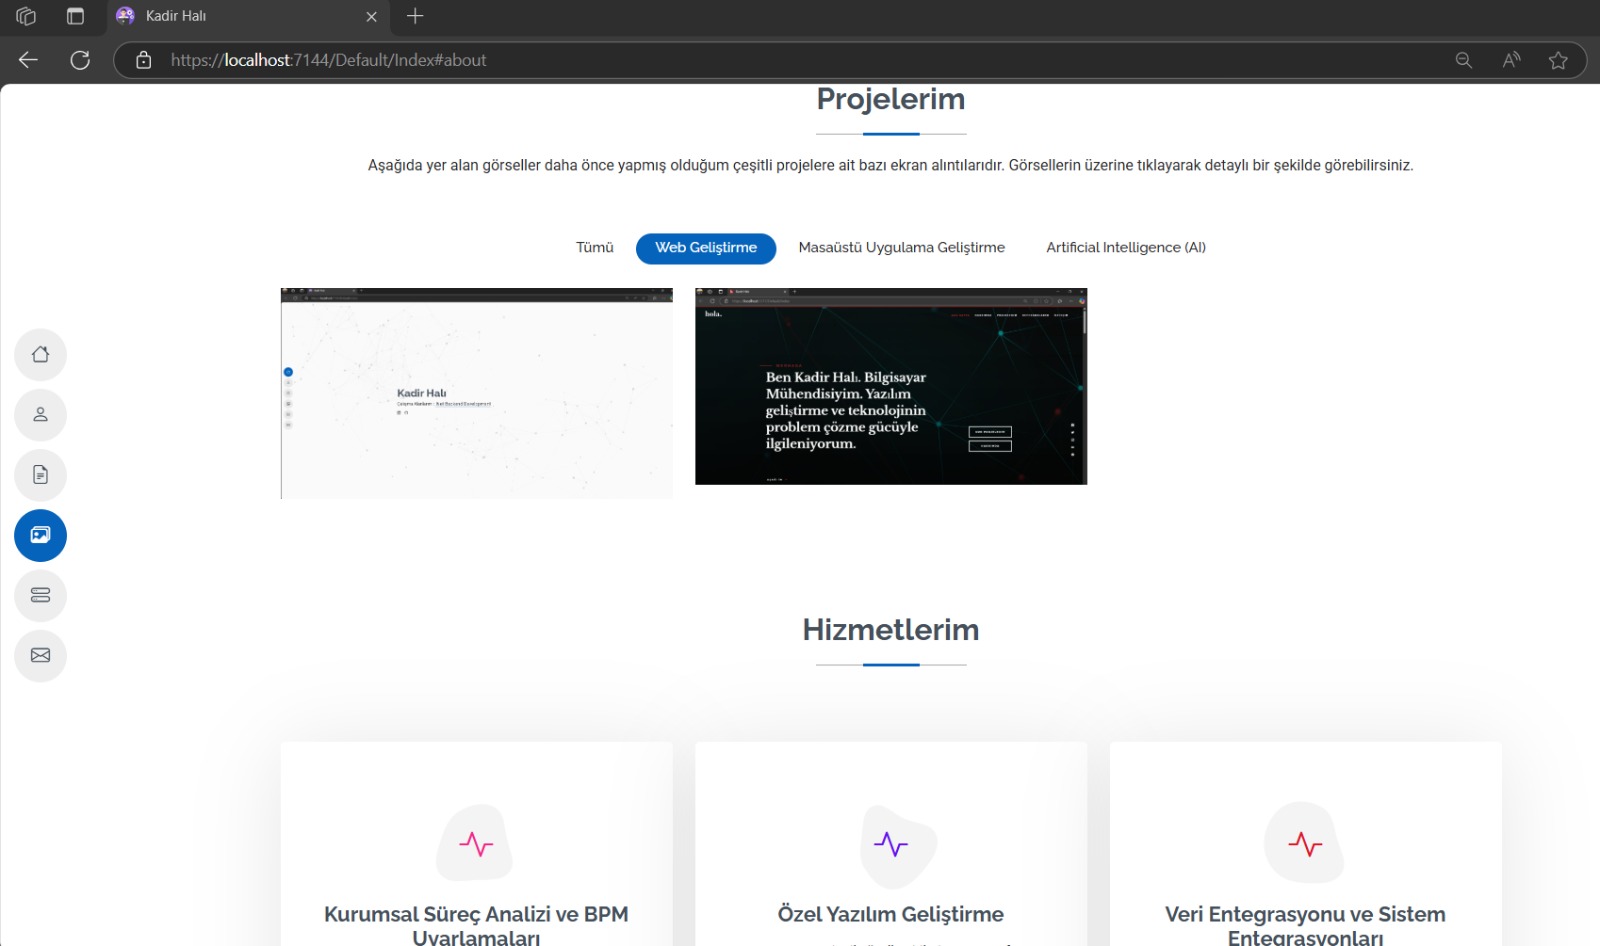 Kadir Halı
https://localhost:7144/Default/Index#about
Projelerim
Aşağıda yer alan görseller daha önce yapmış olduğum çeşitli projelere ait bazı ekran alıntılarıdır. Görsellerin üzerine tıklayarak detaylı bir şekilde görebilirsiniz.
Tümü
Web Geliştirme
Masaüstü Uygulama Geliştirme
Artificial Intelligence (AI)
Kadir Halı
hola.
Ben Kadir Halı. Bilgisayar
Mühendisiyim. Yazılım
geliştirme ve teknolojinin
problem çözme gücüyle
ilgileniyorum.
Hizmetlerim
Kurumsal Süreç Analizi ve BPM
Uyarlamaları
Özel Yazılım Geliştirme
Veri Entegrasyonu ve Sistem
Entegrasyonları